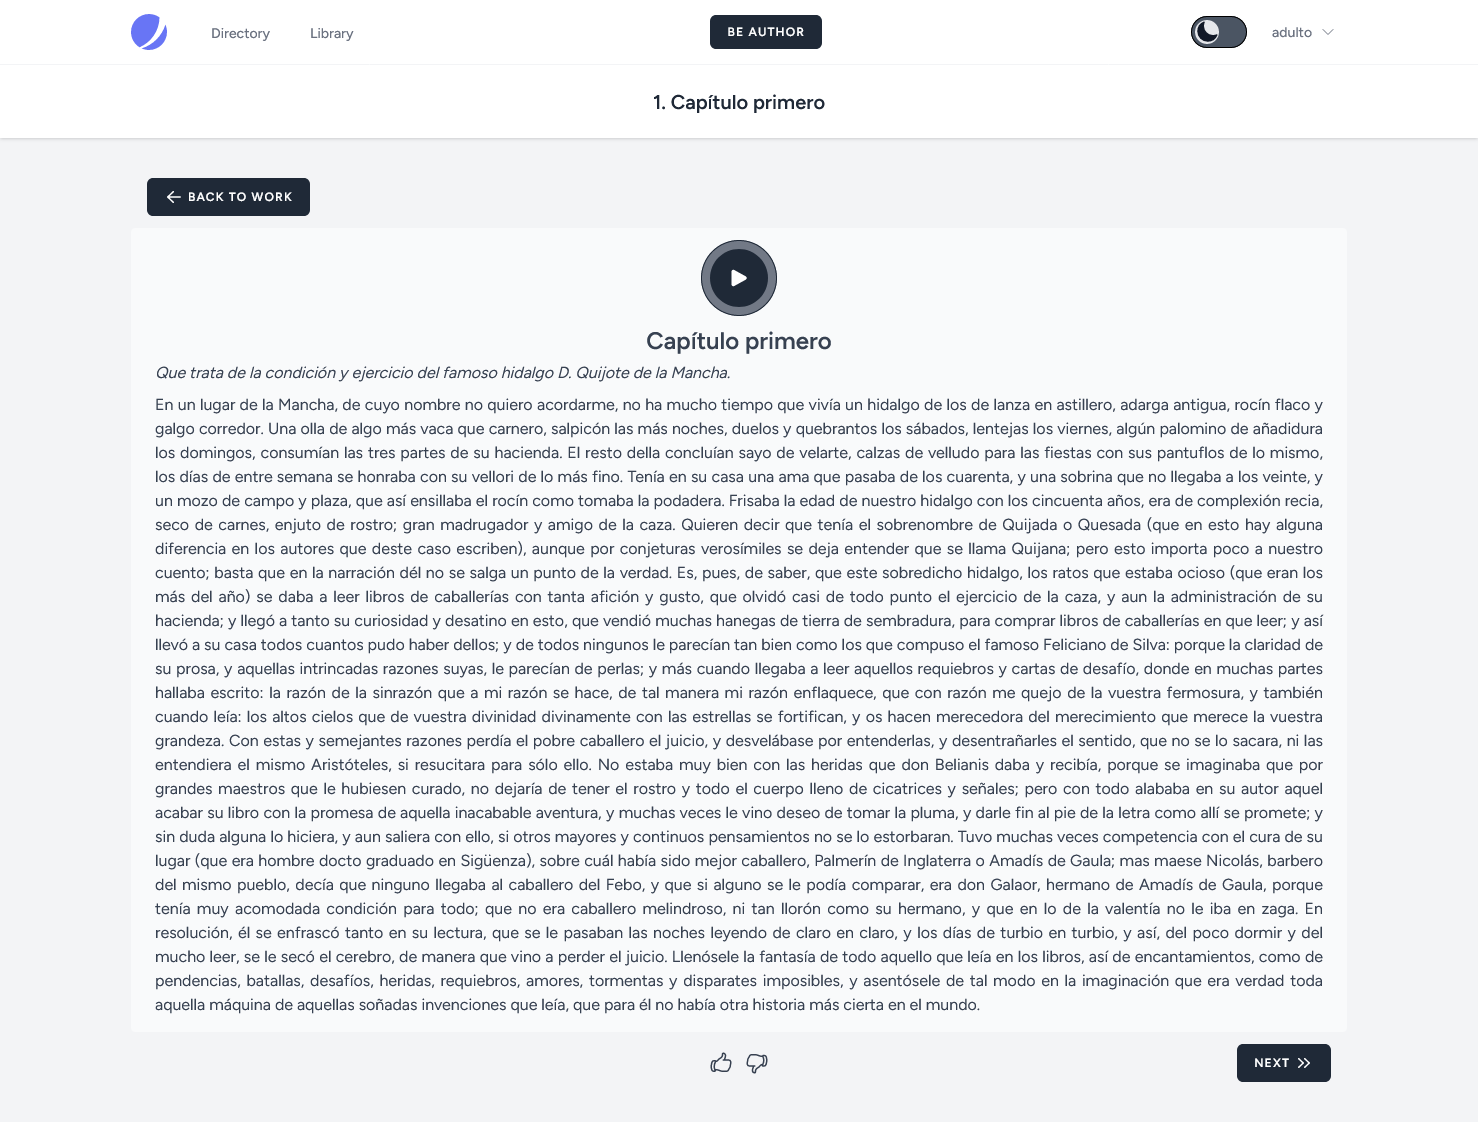 Directory
Library
BE AUTHOR
adulto
1. Capítulo primero
BACK TO WORK
Capítulo primero
Que trata de la condición y ejercicio del famoso hidalgo D. Quijote de la Mancha.
En un lugar de la Mancha, de cuyo nombre no quiero acordarme, no ha mucho tiempo que vivía un hidalgo de los de lanza en astillero, adarga antigua, rocín flaco y
galgo corredor. Una olla de algo más vaca que carnero, salpicón las más noches, duelos y quebrantos los sábados, lentejas los viernes, algún palomino de añadidura
los domingos, consumían las tres partes de su hacienda. El resto della concluían sayo de velarte, calzas de velludo para las fiestas con sus pantuflos de lo mismo,
los días de entre semana se honraba con su vellori de lo más fino. Tenía en su casa una ama que pasaba de los cuarenta, y una sobrina que no llegaba a los veinte, y
un mozo de campo y plaza, que así ensillaba el rocín como tomaba la podadera. Frisaba la edad de nuestro hidalgo con los cincuenta años, era de complexión recia,
seco de carnes, enjuto de rostro; gran madrugador y amigo de la caza. Quieren decir que tenía el sobrenombre de Quijada o Quesada (que en esto hay alguna
diferencia en los autores que deste caso escriben), aunque por conjeturas verosímiles se deja entender que se llama Quijana; pero esto importa poco a nuestro
cuento; basta que en la narración dél no se salga un punto de la verdad. Es, pues, de saber, que este sobredicho hidalgo, los ratos que estaba ocioso (que eran los
más del año) se daba a leer libros de caballerías con tanta afición y gusto, que olvidó casi de todo punto el ejercicio de la caza, y aun la administración de su
hacienda; y llegó a tanto su curiosidad y desatino en esto, que vendió muchas hanegas de tierra de sembradura, para comprar libros de caballerías en que leer; y así
llevó a su casa todos cuantos pudo haber dellos; y de todos ningunos le parecían tan bien como los que compuso el famoso Feliciano de Silva: porque la claridad de
su prosa, y aquellas intrincadas razones suyas, le parecían de perlas; y más cuando llegaba a leer aquellos requiebros y cartas de desafío, donde en muchas partes
hallaba escrito: la razón de la sinrazón que a mi razón se hace, de tal manera mi razón enflaquece, que con razón me quejo de la vuestra fermosura, y también
cuando leía: los altos cielos que de vuestra divinidad divinamente con las estrellas se fortifican, y os hacen merecedora del merecimiento que merece la vuestra
grandeza. Con estas y semejantes razones perdía el pobre caballero el juicio, y desvelábase por entenderlas, y desentrañarles el sentido, que no se lo sacara, ni las
entendiera el mismo Aristóteles, si resucitara para sólo ello. No estaba muy bien con las heridas que don Belianis daba y recibía, porque se imaginaba que por
grandes maestros que le hubiesen curado, no dejaría de tener el rostro y todo el cuerpo lleno de cicatrices y señales; pero con todo alababa en su autor aquel
acabar su libro con la promesa de aquella inacabable aventura, y muchas veces le vino deseo de tomar la pluma, y darle fin al pie de la letra como allí se promete; y
sin duda alguna lo hiciera, y aun saliera con ello, si otros mayores y continuos pensamientos no se lo estorbaran. Tuvo muchas veces competencia con el cura de su
lugar (que era hombre docto graduado en Sigüenza), sobre cuál había sido mejor caballero, Palmerín de Inglaterra o Amadís de Gaula; mas maese Nicolás, barbero
del mismo pueblo, decía que ninguno llegaba al caballero del Febo, y que si alguno se le podía comparar, era don Galaor, hermano de Amadís de Gaula, porque
tenía muy acomodada condición para todo; que no era caballero melindroso, ni tan llorón como su hermano, y que en lo de la valentía no le iba en zaga. En
resolución, él se enfrascó tanto en su lectura, que se le pasaban las noches leyendo de claro en claro, y los días de turbio en turbio, y así, del poco dormir y del
mucho leer, se le secó el cerebro, de manera que vino a perder el juicio. Llenósele la fantasía de todo aquello que leía en los libros, así de encantamientos, como de
pendencias, batallas, desafíos, heridas, requiebros, amores, tormentas y disparates imposibles, y asentósele de tal modo en la imaginación que era verdad toda
aquella máquina de aquellas soñadas invenciones que leía, que para él no había otra historia más cierta en el mundo.
NEXT